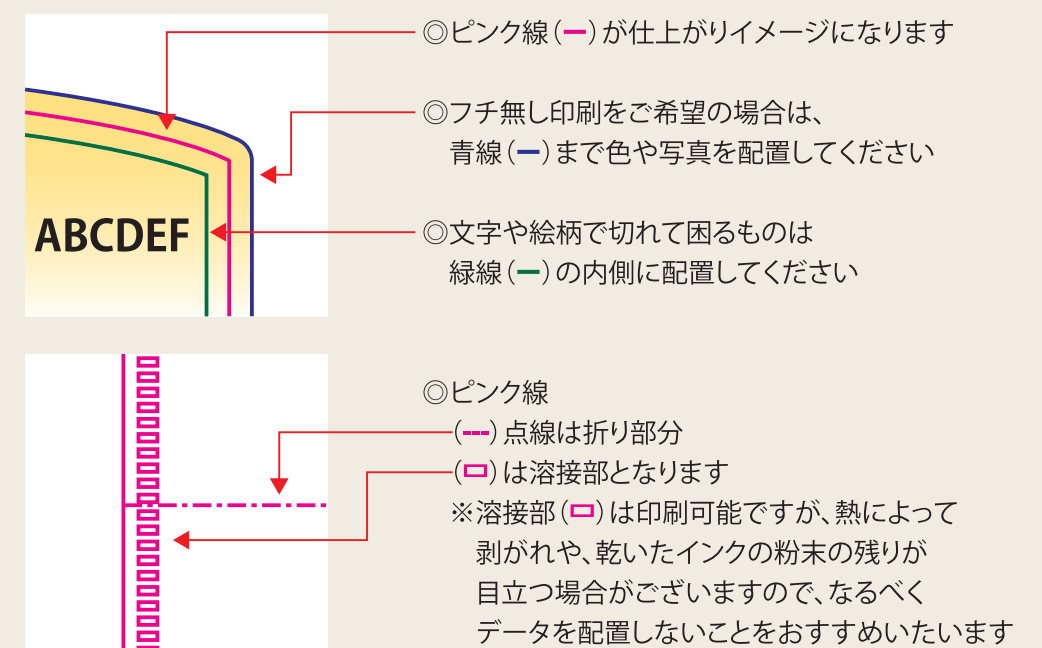 ◎ピンク線(ー)が仕上がりイメージになります
◎フチ無し印刷をご希望の場合は、
青線(ー)まで色や写真を配置してください
ABCDEF
◎文字や絵柄で切れて困るものは
緑線(ー)の内側に配置してください
◎ピンク線
(---)点線は折り部分
(▭)は溶接部となります
※溶接部(▭)は印刷可能ですが、熱によって
剥がれや、乾いたインクの粉末の残りが
目立つ場合がございますので、なるべく
データを配置しないことをおすすめいたいます